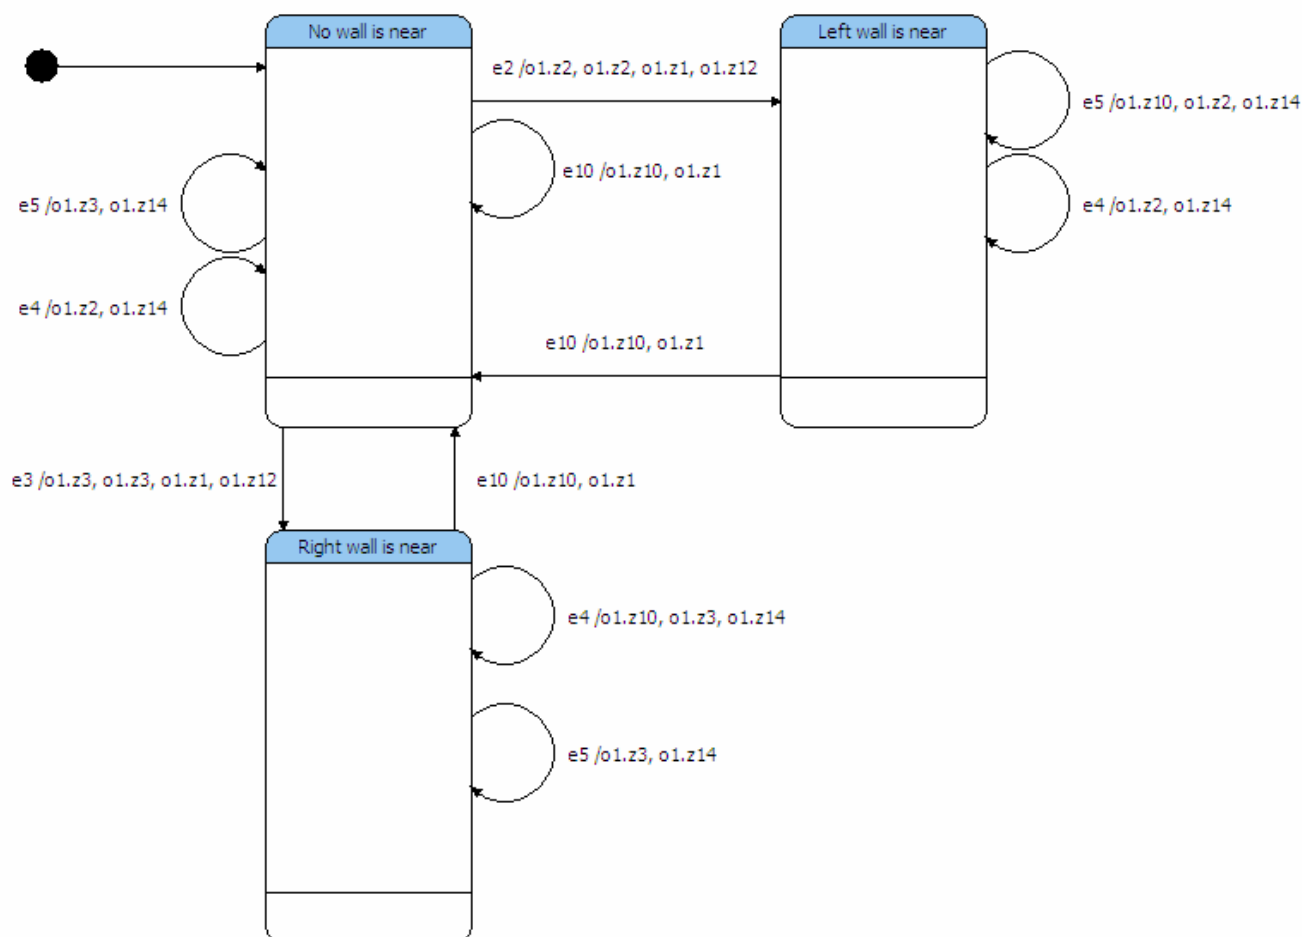 No wall is near
Left wall is near
e2 /o1.z2, o1.z2, o1.z1, o1.z12
e5 /o1.z10, o1.z2, o1.z14
e10 /o1.z10, o1.z1
e5 /o1.z3, o1.z14
e4 /o1.z2, o1.z14
e4 /o1.z2, o1.z14
e10 /o1.z10, o1.z1
e3 /o1.z3, o1.z3, o1.z1, o1.z12
e10 /o1.z10, o1.z1
Right wall is near
e4 /o1.z10, o1.z3, o1.z14
e5 /o1.z3, o1.z14